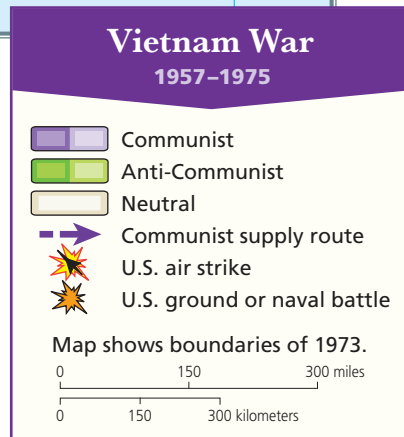 Vietnam War
1957–1975
Communist
Anti-Communist
Neutral
Communist supply route
U.S. air strike
U.S. ground or naval battle
Map shows boundaries of 1973.
0 150 300 miles
0 150 300 kilometers